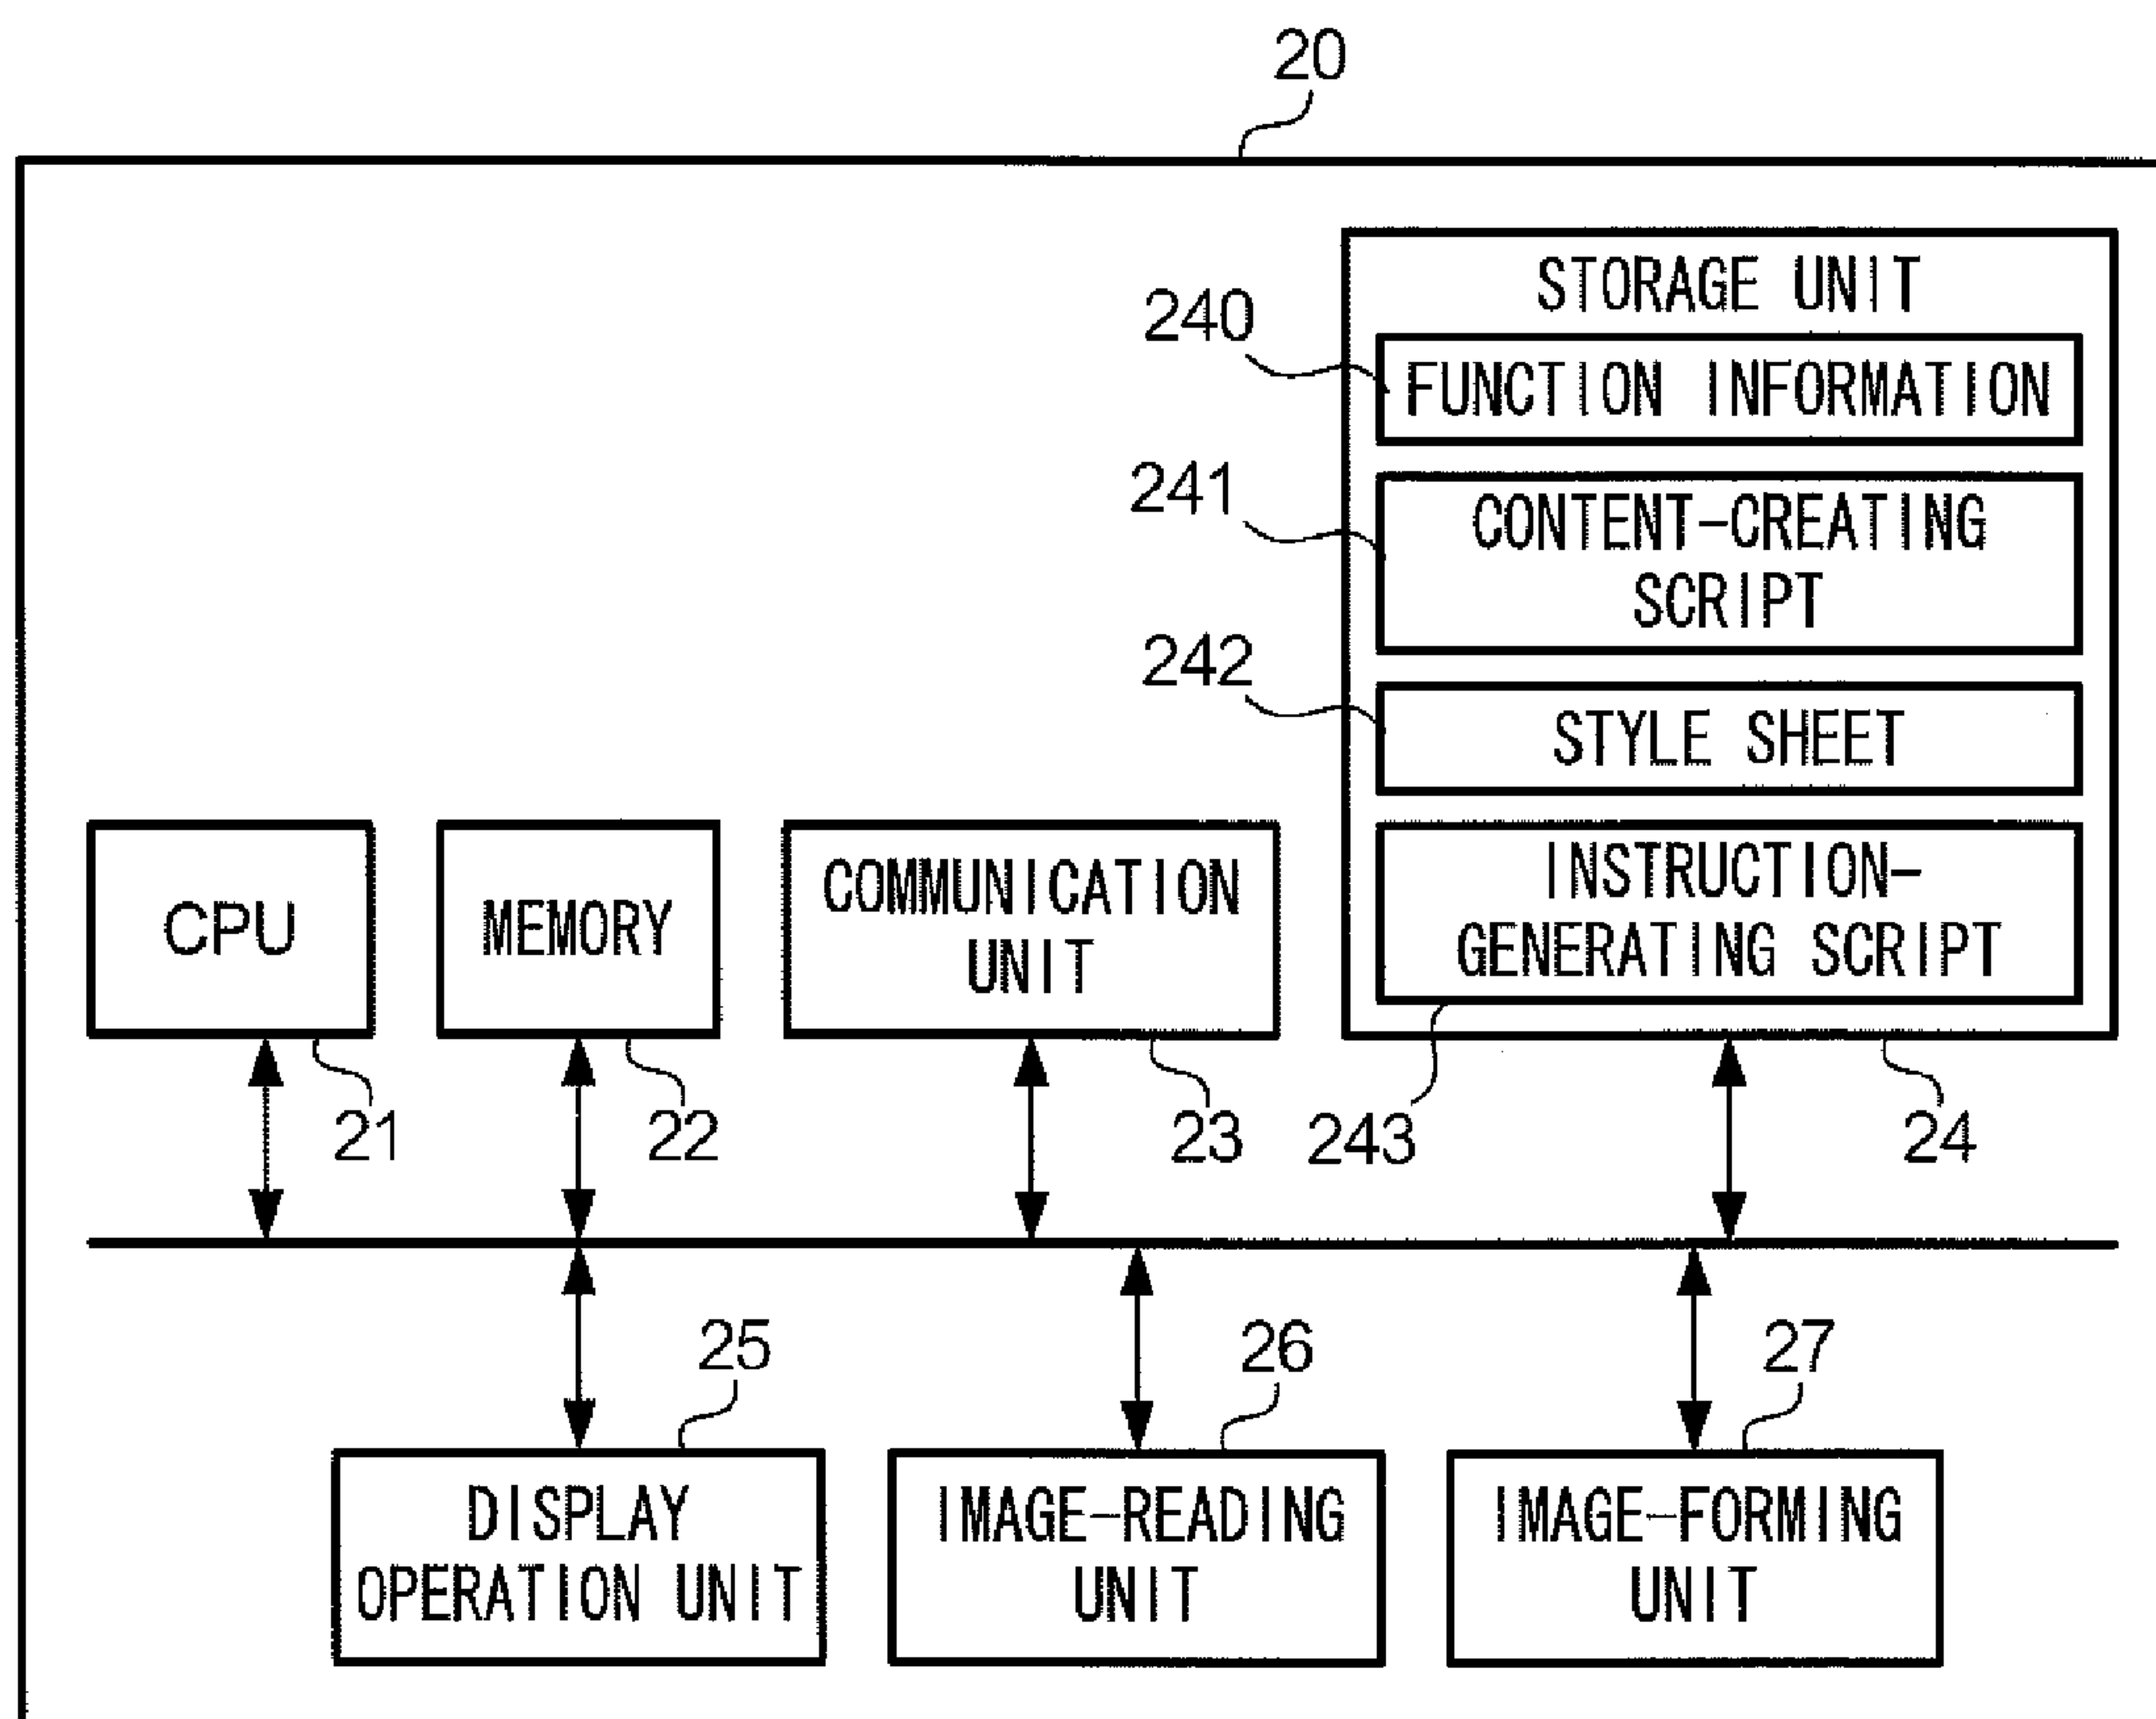 20
STORAGE UNIT
240
FUNCTION INFORMATION
241
CONTENT-CREATING
SCRIPT
242
STYLE SHEET
INSTRUCTION-
GENERATING SCRIPT
CPU
MEMORY
COMMUNICATION
UNIT
21
22
23
243
24
25
26
27
DISPLAY
OPERATION UNIT
IMAGE-READING
UNIT
IMAGE-FORMING
UNIT